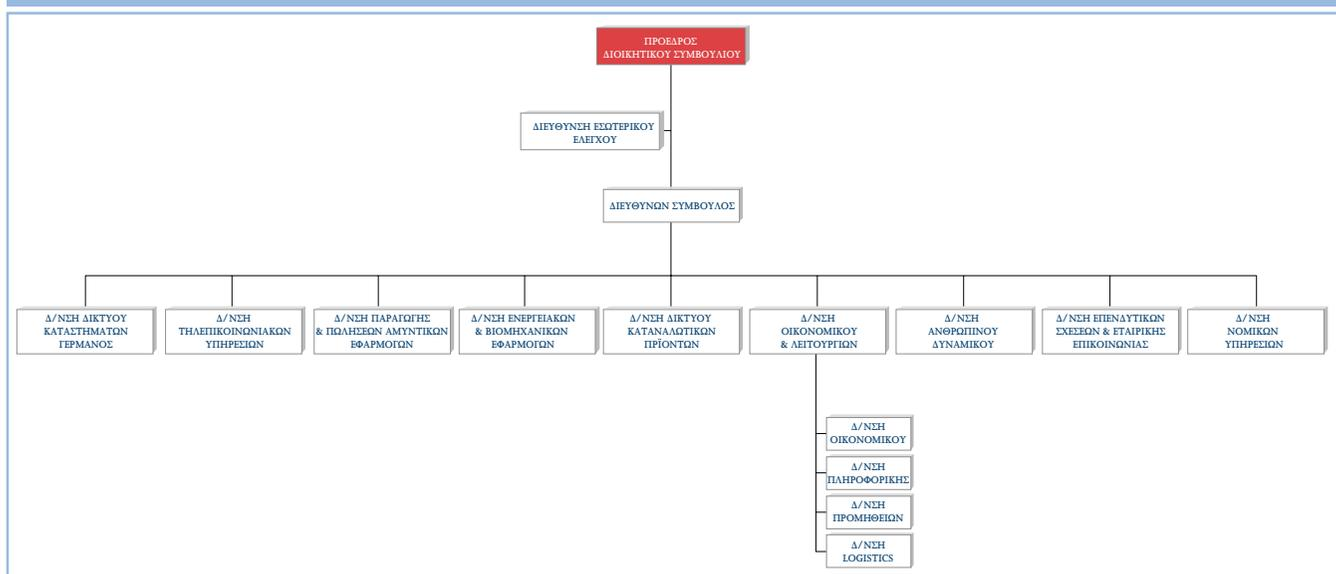 ΠΡΟΕΔΡΟΣ
ΔΙΟΙΚΗΤΙΚΟΥ ΣΥΜΒΟΥΛΙΟΥ
ΔΙΕΥΘΥΝΣΗ ΕΣΩΤΕΡΙΚΟΥ
ΕΛΕΓΧΟΥ
ΔΙΕΥΘΥΝΩΝ ΣΥΜΒΟΥΛΟΣ
Δ/ΝΣΗ ΔΙΚΤΥΟΥ
ΚΑΤΑΣΤΗΜΑΤΩΝ
ΓΕΡΜΑΝΟΣ
Δ/ΝΣΗ
ΤΗΛΕΠΙΚΟΙΝΩΝΙΑΚΩΝ
ΥΠΗΡΕΣΙΩΝ
Δ/ΝΣΗ ΠΑΡΑΓΩΓΗΣ
& ΠΩΛΗΣΕΩΝ ΑΜΥΝΤΙΚΩΝ
ΕΦΑΡΜΟΓΩΝ
Δ/ΝΣΗ ΕΝΕΡΓΕΙΑΚΩΝ
& ΒΙΟΜΗΧΑΝΙΚΩΝ
ΕΦΑΡΜΟΓΩΝ
Δ/ΝΣΗ ΔΙΚΤΥΟΥ
ΚΑΤΑΝΑΛΩΤΙΚΩΝ
ΠΡΪΟΝΤΩΝ
Δ/ΝΣΗ
ΟΙΚΟΝΟΜΙΚΟΥ
& ΛΕΙΤΟΥΡΓΙΩΝ
Δ/ΝΣΗ
ΑΝΘΡΩΠΙΝΟΥ
ΔΥΝΑΜΙΚΟΥ
Δ/ΝΣΗ ΕΠΕΝΔΥΤΙΚΩΝ
ΣΧΕΣΕΩΝ & ΕΤΑΙΡΙΚΗΣ
ΕΠΙΚΟΙΝΩΝΙΑΣ
Δ/ΝΣΗ
ΝΟΜΙΚΩΝ
ΥΠΗΡΕΣΙΩΝ
Δ/ΝΣΗ
ΟΙΚΟΝΟΜΙΚΟΥ
Δ/ΝΣΗ
ΠΛΗΡΟΦΟΡΙΚΗΣ
Δ/ΝΣΗ
ΠΡΟΜΗΘΕΙΩΝ
Δ/ΝΣΗ
LOGISTICS